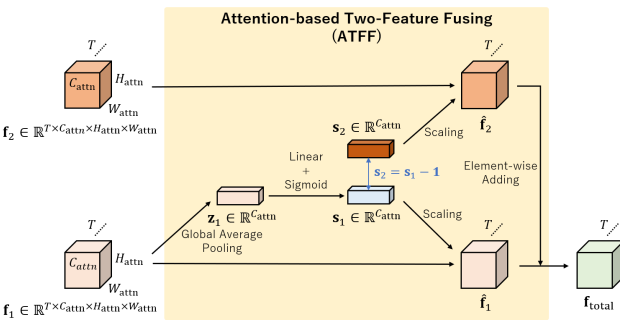 Attention-based Two-Feature Fusing
(ATFF)
T
C_attn
H_attn
W_attn
f_2 ∈ ℝ^{T×C_attn×H_attn×W_attn}
T
f̂_2
s_2 ∈ ℝ^{C_attn}
Scaling
Linear
+
Sigmoid
s_2 = s_1 − 1
Element-wise
Adding
z_1 ∈ ℝ^{C_attn}
s_1 ∈ ℝ^{C_attn}
Global Average
Pooling
Scaling
T
C_attn
H_attn
W_attn
f_1 ∈ ℝ^{T×C_attn×H_attn×W_attn}
T
f̂_1
T
f_total